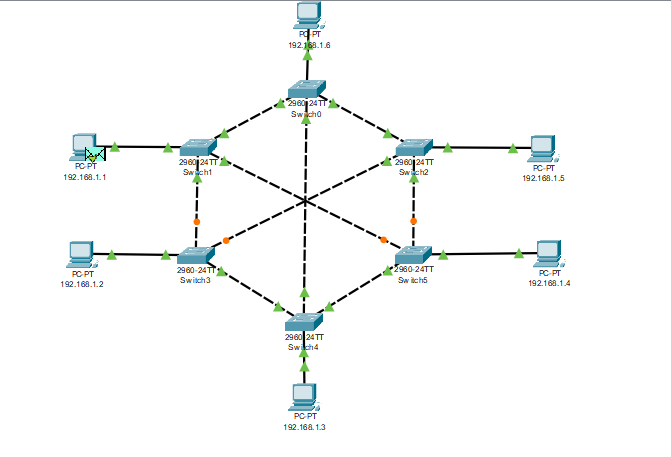 PC-PT
192.168.1.6
2960-24TT
Switch0
PC-PT
192.168.1.1
2960-24TT
Switch1
2960-24TT
Switch2
PC-PT
192.168.1.5
PC-PT
192.168.1.2
2960-24TT
Switch3
2960-24TT
Switch5
PC-PT
192.168.1.4
2960-24TT
Switch4
PC-PT
192.168.1.3